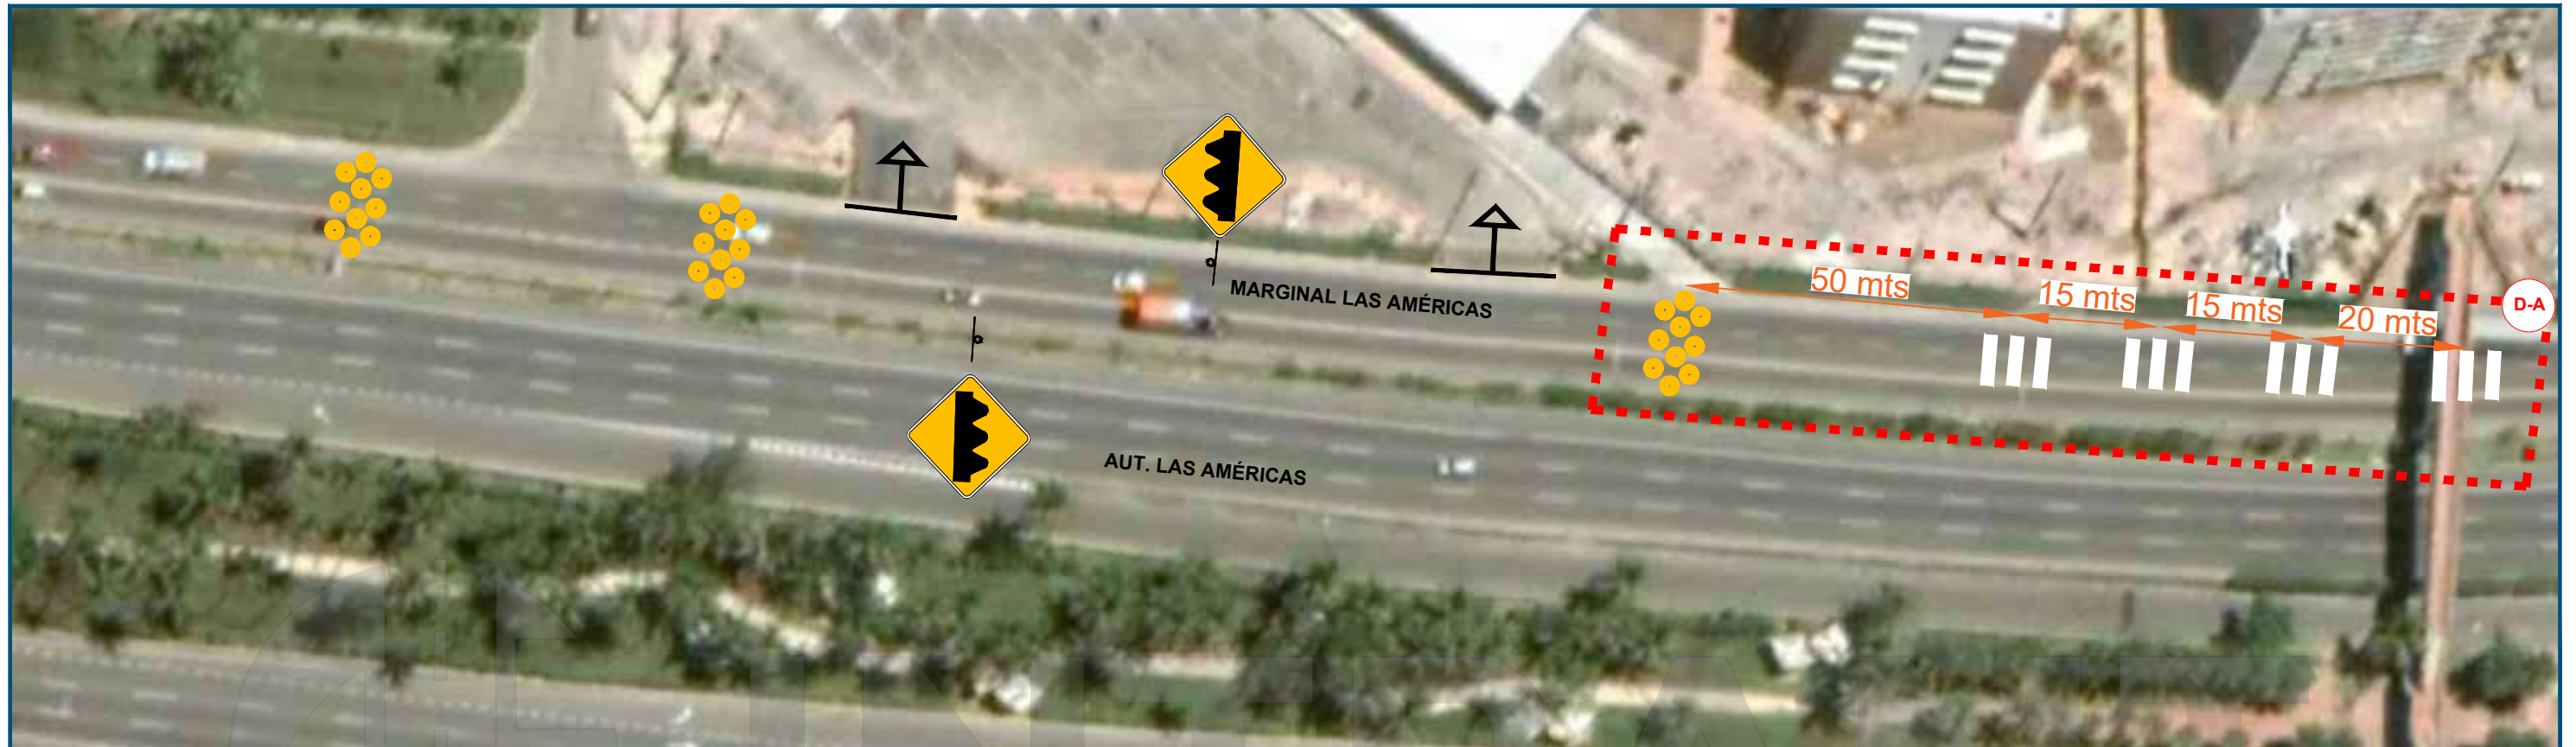 50 mts
15 mts
15 mts
20 mts
D-A
MARGINAL LAS AMÉRICAS
AUT. LAS AMÉRICAS